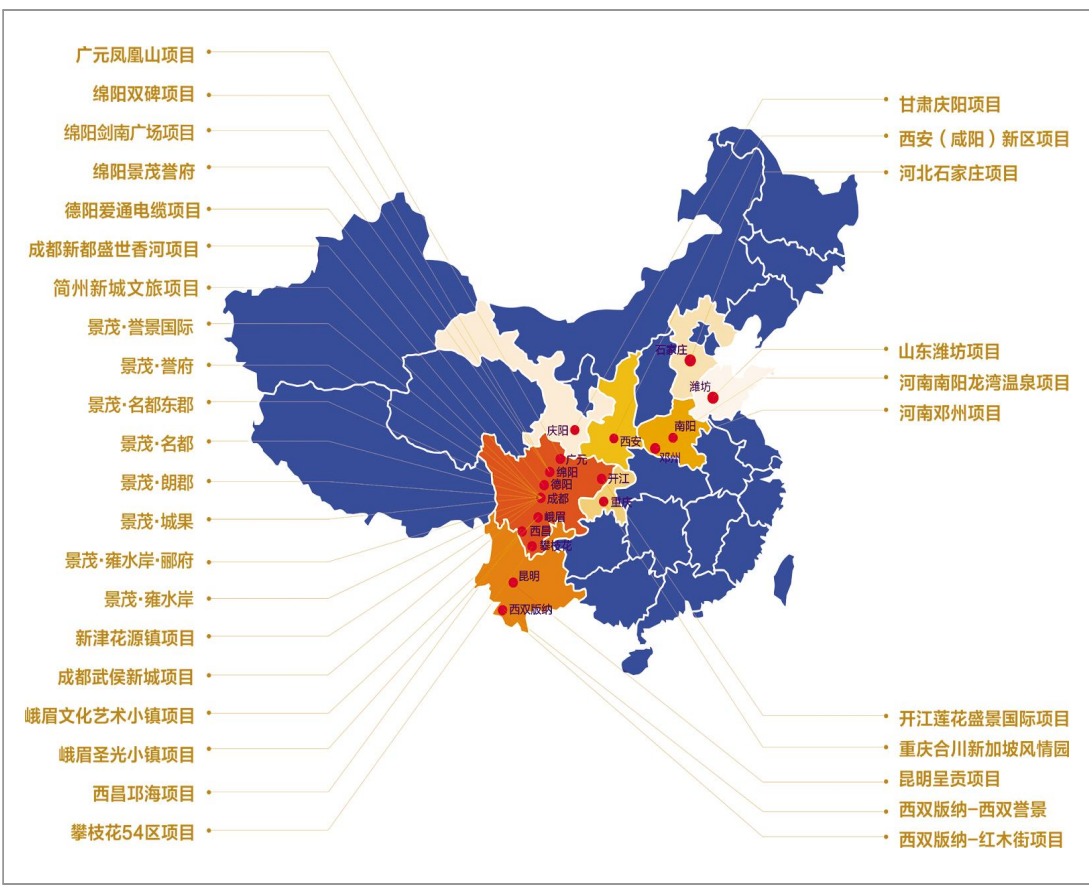 广元凤凰山项目
绵阳双碑项目
绵阳剑南广场项目
绵阳景茂誉府
德阳爱通电缆项目
成都新都盛世香河项目
简州新城文旅项目
景茂·誉景国际
景茂·誉府
景茂·名都东郡
景茂·名都
景茂·朗郡
景茂·城果
景茂·雍水岸·郦府
景茂·雍水岸
新津花源镇项目
成都武侯新城项目
峨眉文化艺术小镇项目
峨眉圣光小镇项目
西昌邛海项目
攀枝花54区项目
石家庄
潍坊
庆阳
西安
南阳
邓州
广元
绵阳
德阳
成都
开江
重庆
峨眉
西昌
攀枝花
昆明
西双版纳
甘肃庆阳项目
西安（咸阳）新区项目
河北石家庄项目
山东潍坊项目
河南南阳龙湾温泉项目
河南邓州项目
开江莲花盛景国际项目
重庆合川新加坡风情园
昆明呈贡项目
西双版纳-西双誉景
西双版纳-红木街项目